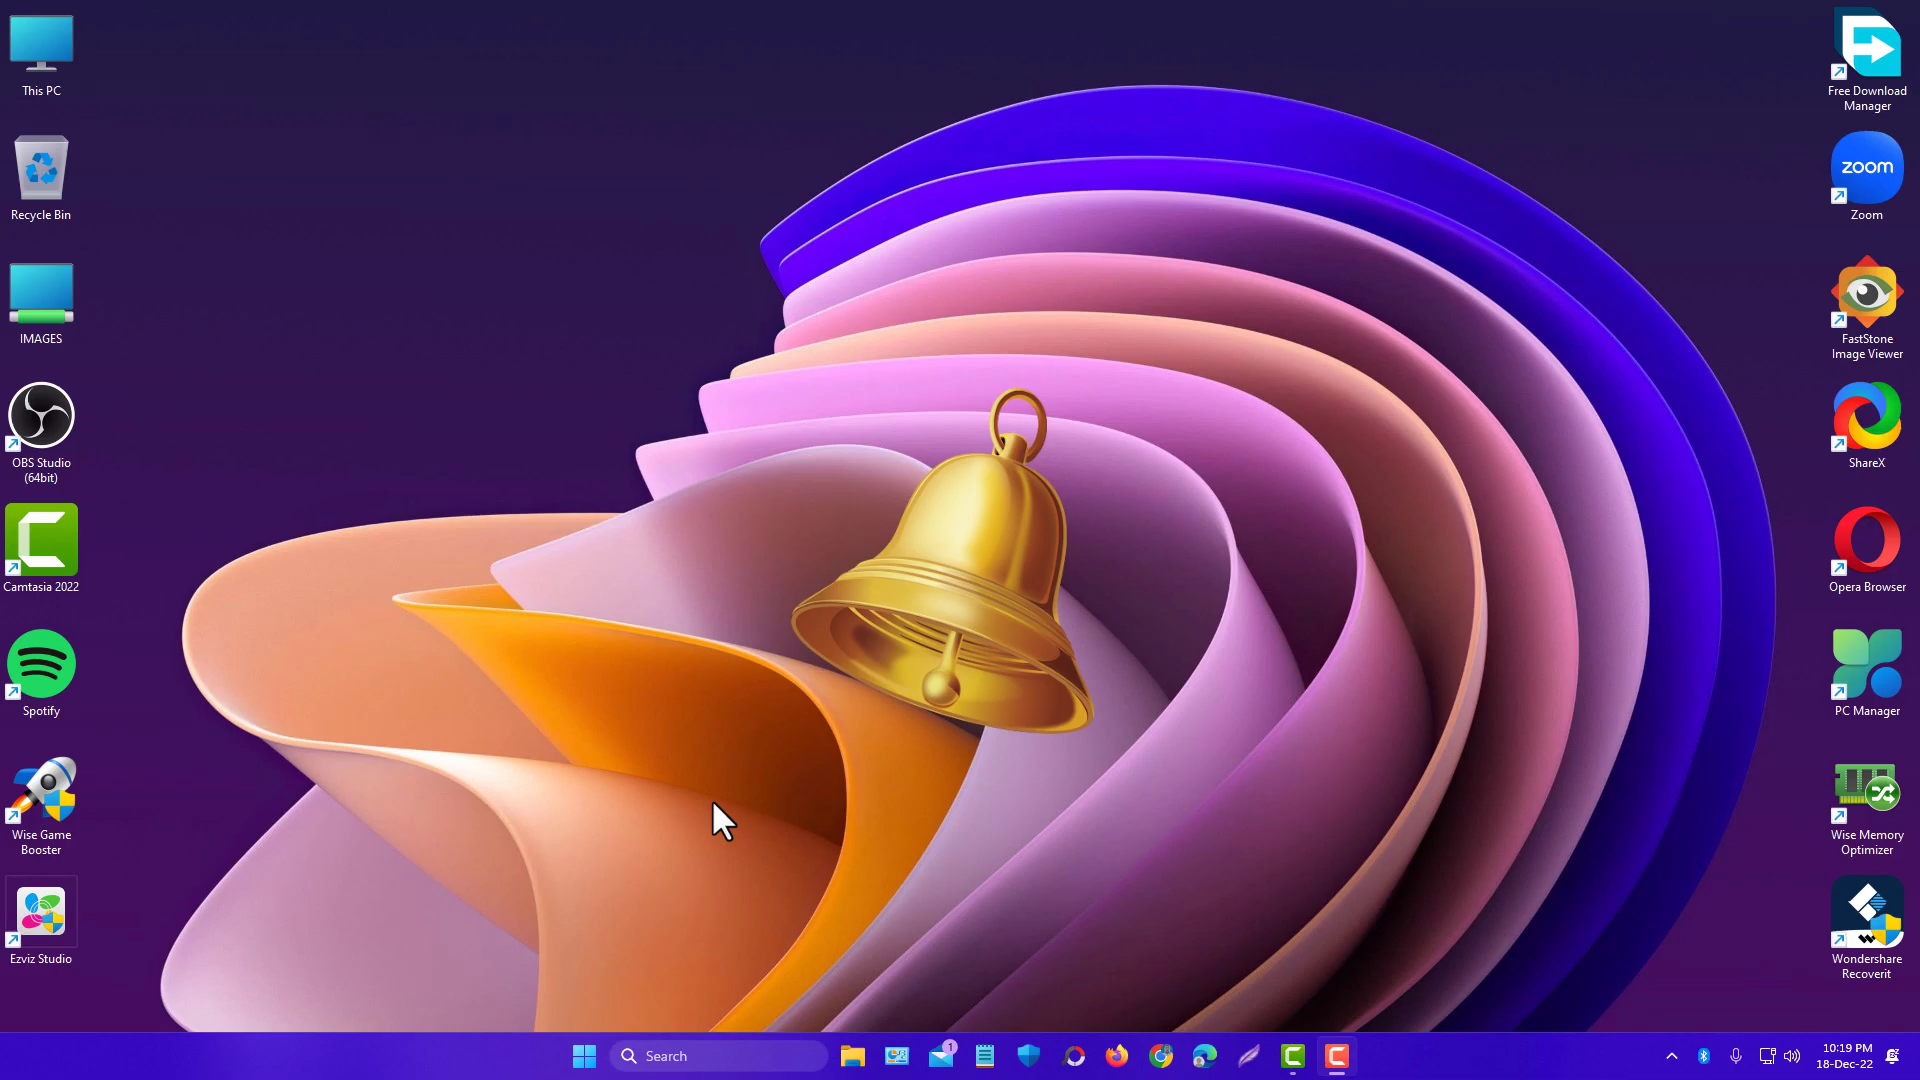 This PC
Recycle Bin
IMAGES
OBS Studio
(64bit)
Camtasia 2022
Spotify
Wise Game
Booster
Ezviz Studio
Free Download
Manager
zoom
Zoom
FastStone
Image Viewer
ShareX
Opera Browser
PC Manager
Wise Memory
Optimizer
Wondershare
Recoverit
Search
1
10:19 PM
18-Dec-22